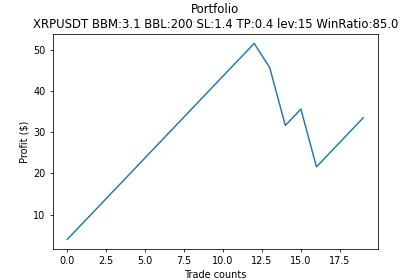 Portfolio
XRPUSDT BBM:3.1 BBL:200 SL:1.4 TP:0.4 lev:15 WinRatio:85.0
50
40
30
20
10
Profit ($)
0.0 2.5 5.0 7.5 10.0 12.5 15.0 17.5
Trade counts